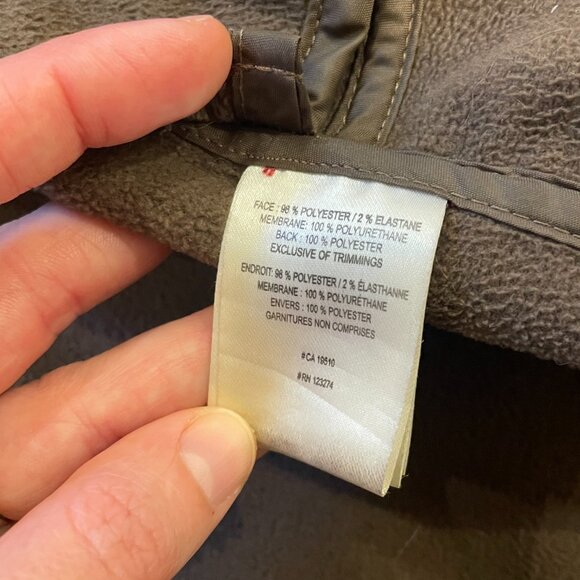 FACE : 98 % POLYESTER / 2 % ELASTANE
MEMBRANE: 100 % POLYURETHANE
BACK : 100 % POLYESTER
EXCLUSIVE OF TRIMMINGS
ENDROIT: 98 % POLYESTER / 2 % ÉLASTHANNE
MEMBRANE : 100 % POLYURÉTHANE
ENVERS : 100 % POLYESTER
GARNITURES NON COMPRISES
#CA 19510
#RN 123274